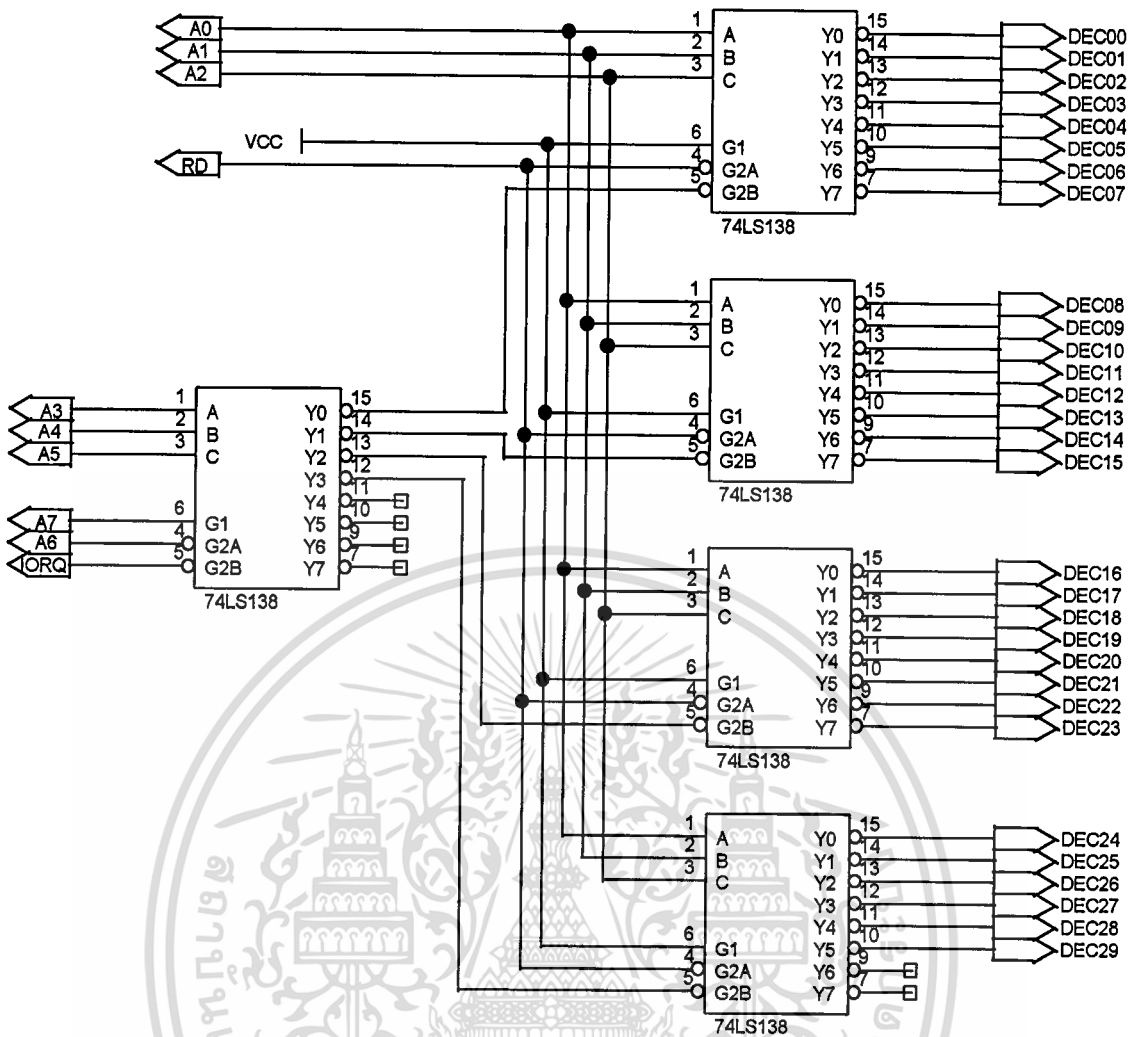 A0 1 A Y0 15 DEC00
A1 2 B Y1 14 DEC01
A2 3 C Y2 13 DEC02
Y3 12 DEC03
Y4 11 DEC04
VCC 6 G1 Y5 10 DEC05
RD 4 G2A Y6 9 DEC06
5 G2B Y7 7 DEC07
74LS138
1 A Y0 15 DEC08
2 B Y1 14 DEC09
3 C Y2 13 DEC10
Y3 12 DEC11
Y4 11 DEC12
6 G1 Y5 10 DEC13
4 G2A Y6 9 DEC14
5 G2B Y7 7 DEC15
74LS138
A3 1 A Y0 15
A4 2 B Y1 14
A5 3 C Y2 13
Y3 12
Y4 11
A7 6 G1 Y5 10
A6 4 G2A Y6 9
IORQ 5 G2B Y7 7
74LS138
1 A Y0 15 DEC16
2 B Y1 14 DEC17
3 C Y2 13 DEC18
Y3 12 DEC19
Y4 11 DEC20
6 G1 Y5 10 DEC21
4 G2A Y6 9 DEC22
5 G2B Y7 7 DEC23
74LS138
1 A Y0 15 DEC24
2 B Y1 14 DEC25
3 C Y2 13 DEC26
Y3 12 DEC27
Y4 11 DEC28
6 G1 Y5 10 DEC29
4 G2A Y6 9
5 G2B Y7 7
74LS138